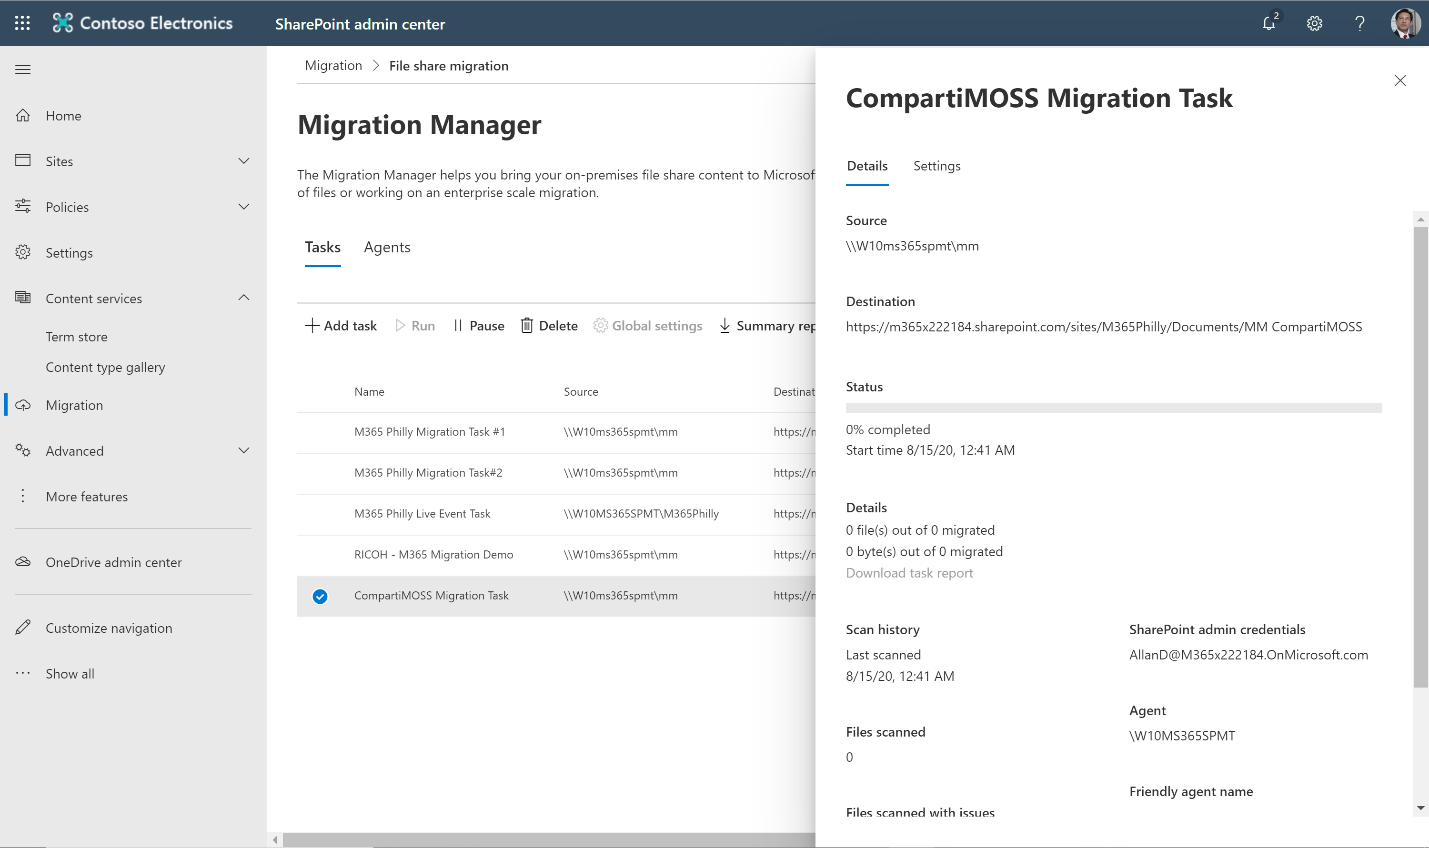 Contoso Electronics
SharePoint admin center
2
Home
Sites
Policies
Settings
Content services
Term store
Content type gallery
Migration
Advanced
More features
OneDrive admin center
Customize navigation
Show all
Migration > File share migration
Migration Manager
The Migration Manager helps you bring your on-premises file share content to Microsof
of files or working on an enterprise scale migration.
Tasks Agents
Add task Run Pause Delete Global settings Summary rep
Name Source Destinat
M365 Philly Migration Task #1 \\W10ms365spmt\mm https://m
M365 Philly Migration Task#2 \\W10ms365spmt\mm https://m
M365 Philly Live Event Task \\W10MS365SPMT\M365Philly https://m
RICOH - M365 Migration Demo \\W10ms365spmt\mm https://m
CompartiMOSS Migration Task \\W10ms365spmt\mm https://m
CompartiMOSS Migration Task
Details Settings
Source
\\W10ms365spmt\mm
Destination
https://m365x222184.sharepoint.com/sites/M365Philly/Documents/MM CompartiMOSS
Status
0% completed
Start time 8/15/20, 12:41 AM
Details
0 file(s) out of 0 migrated
0 byte(s) out of 0 migrated
Download task report
Scan history
Last scanned
8/15/20, 12:41 AM
Files scanned
0
Files scanned with issues
SharePoint admin credentials
AllanD@M365x222184.OnMicrosoft.com
Agent
\W10MS365SPMT
Friendly agent name